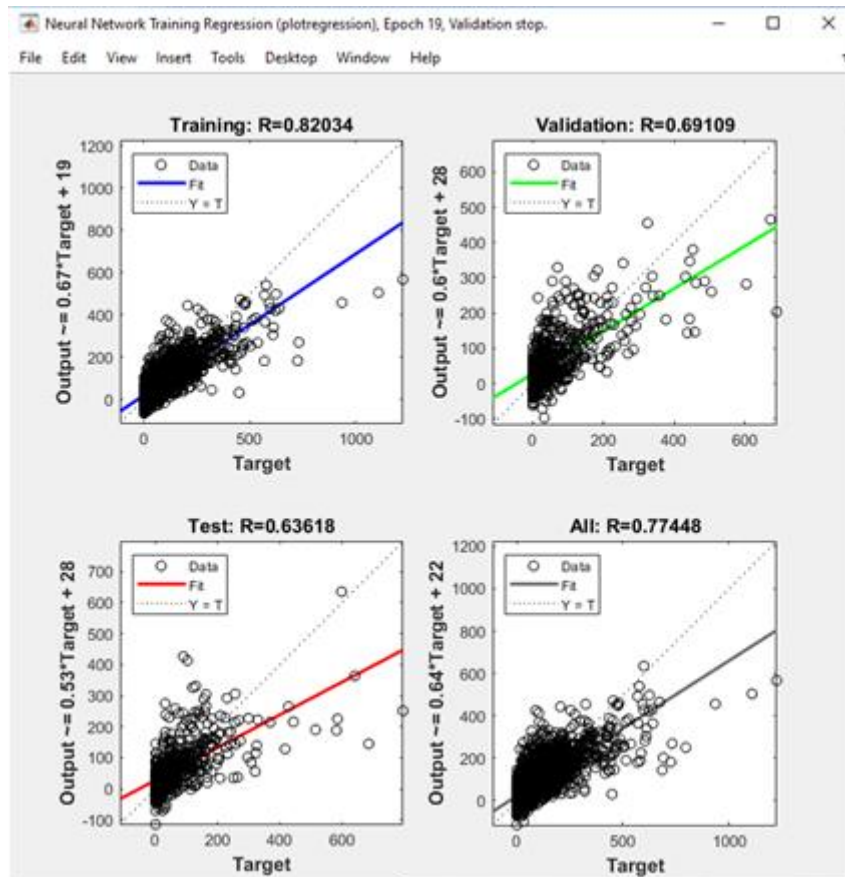 Neural Network Training Regression (plotregression), Epoch 19, Validation stop.
File Edit View Insert Tools Desktop Window Help
Training: R=0.82034
Output ~= 0.67*Target + 19
1200
1000
800
600
400
200
0
Data
Fit
Y = T
0 500 1000
Target
Validation: R=0.69109
Output ~= 0.6*Target + 28
600
500
400
300
200
100
0
-100
Data
Fit
Y = T
0 200 400 600
Target
Test: R=0.63618
Output ~= 0.53*Target + 28
700
600
500
400
300
200
100
0
-100
Data
Fit
Y = T
0 200 400 600
Target
All: R=0.77448
Output ~= 0.64*Target + 22
1200
1000
800
600
400
200
0
Data
Fit
Y = T
0 500 1000
Target